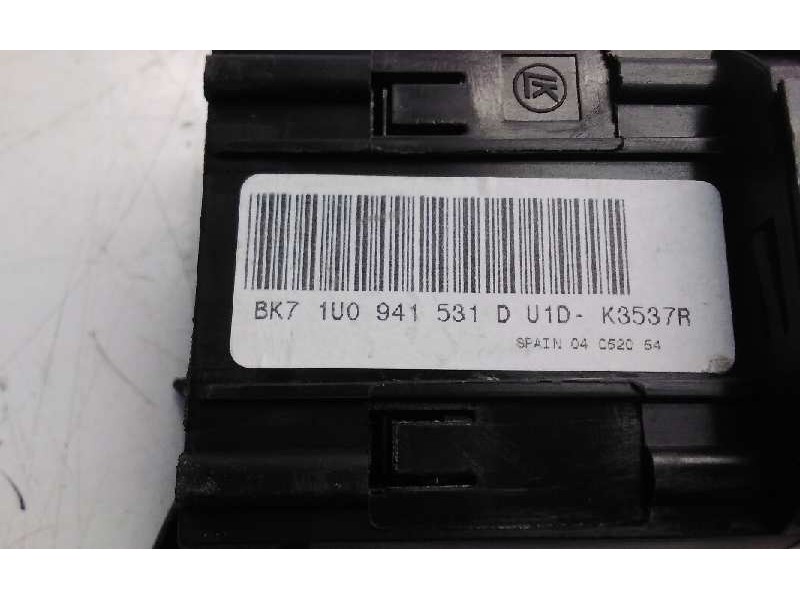 BK7 1U0 941 531 D U1D- K3537R
SPAIN 04 C520 54